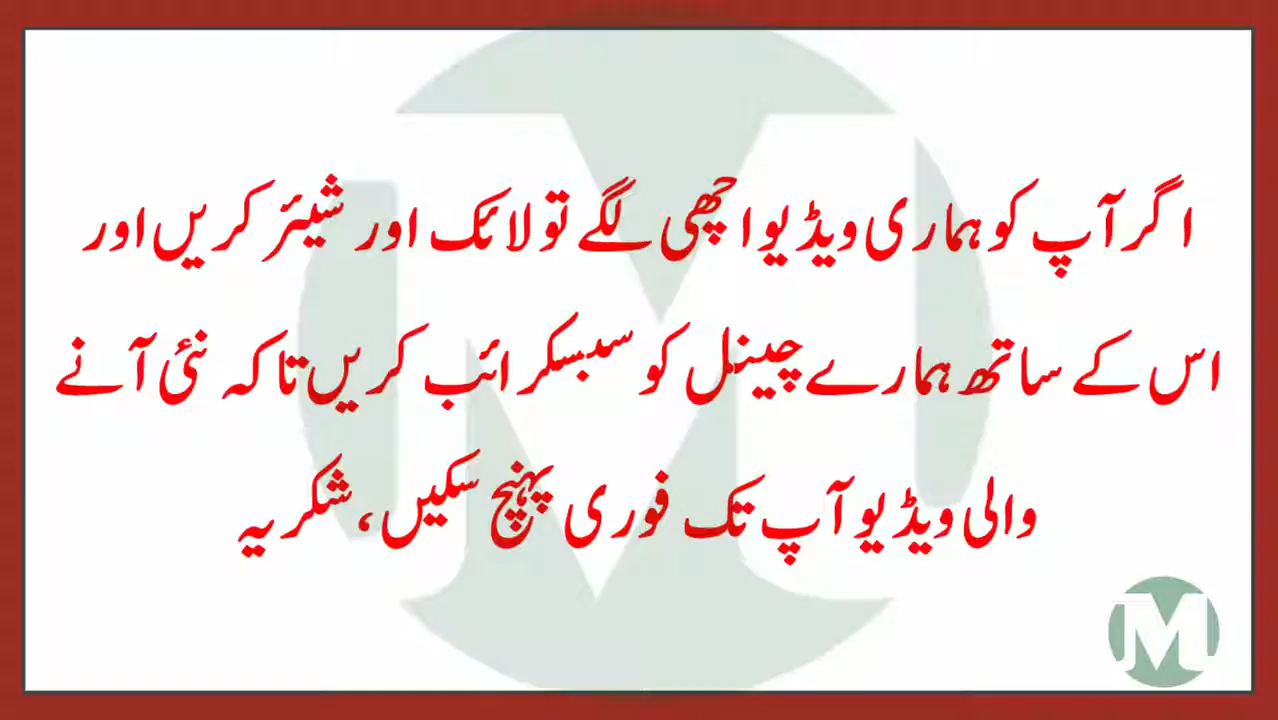 اگر آپ کو ہماری ویڈیو اچھی لگے تو لائک اور شیئر کریں اور
اس کے ساتھ ہمارے چینل کو سبسکرائب کریں تاکہ نئی آنے
والی ویڈیو آپ تک فوری پہنچ سکیں، شکریہ
M